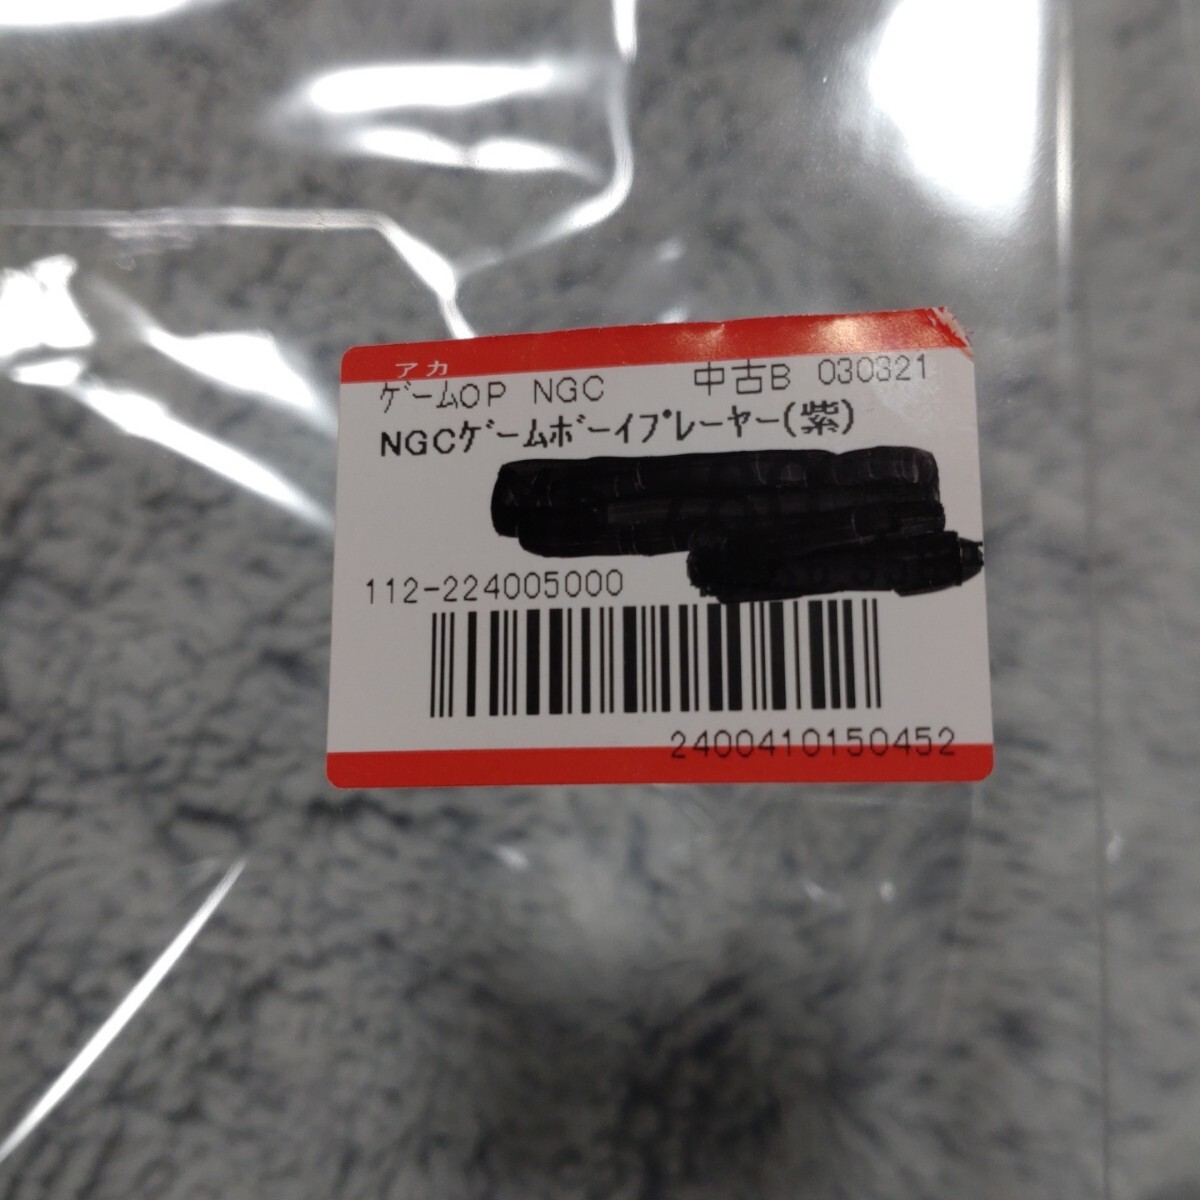 アカ
ｹﾞｰﾑOP NGC 中古B 030321
NGCｹﾞｰﾑﾎﾞｰｲﾌﾟﾚｰﾔｰ(紫)
112-224005000
2400410150452